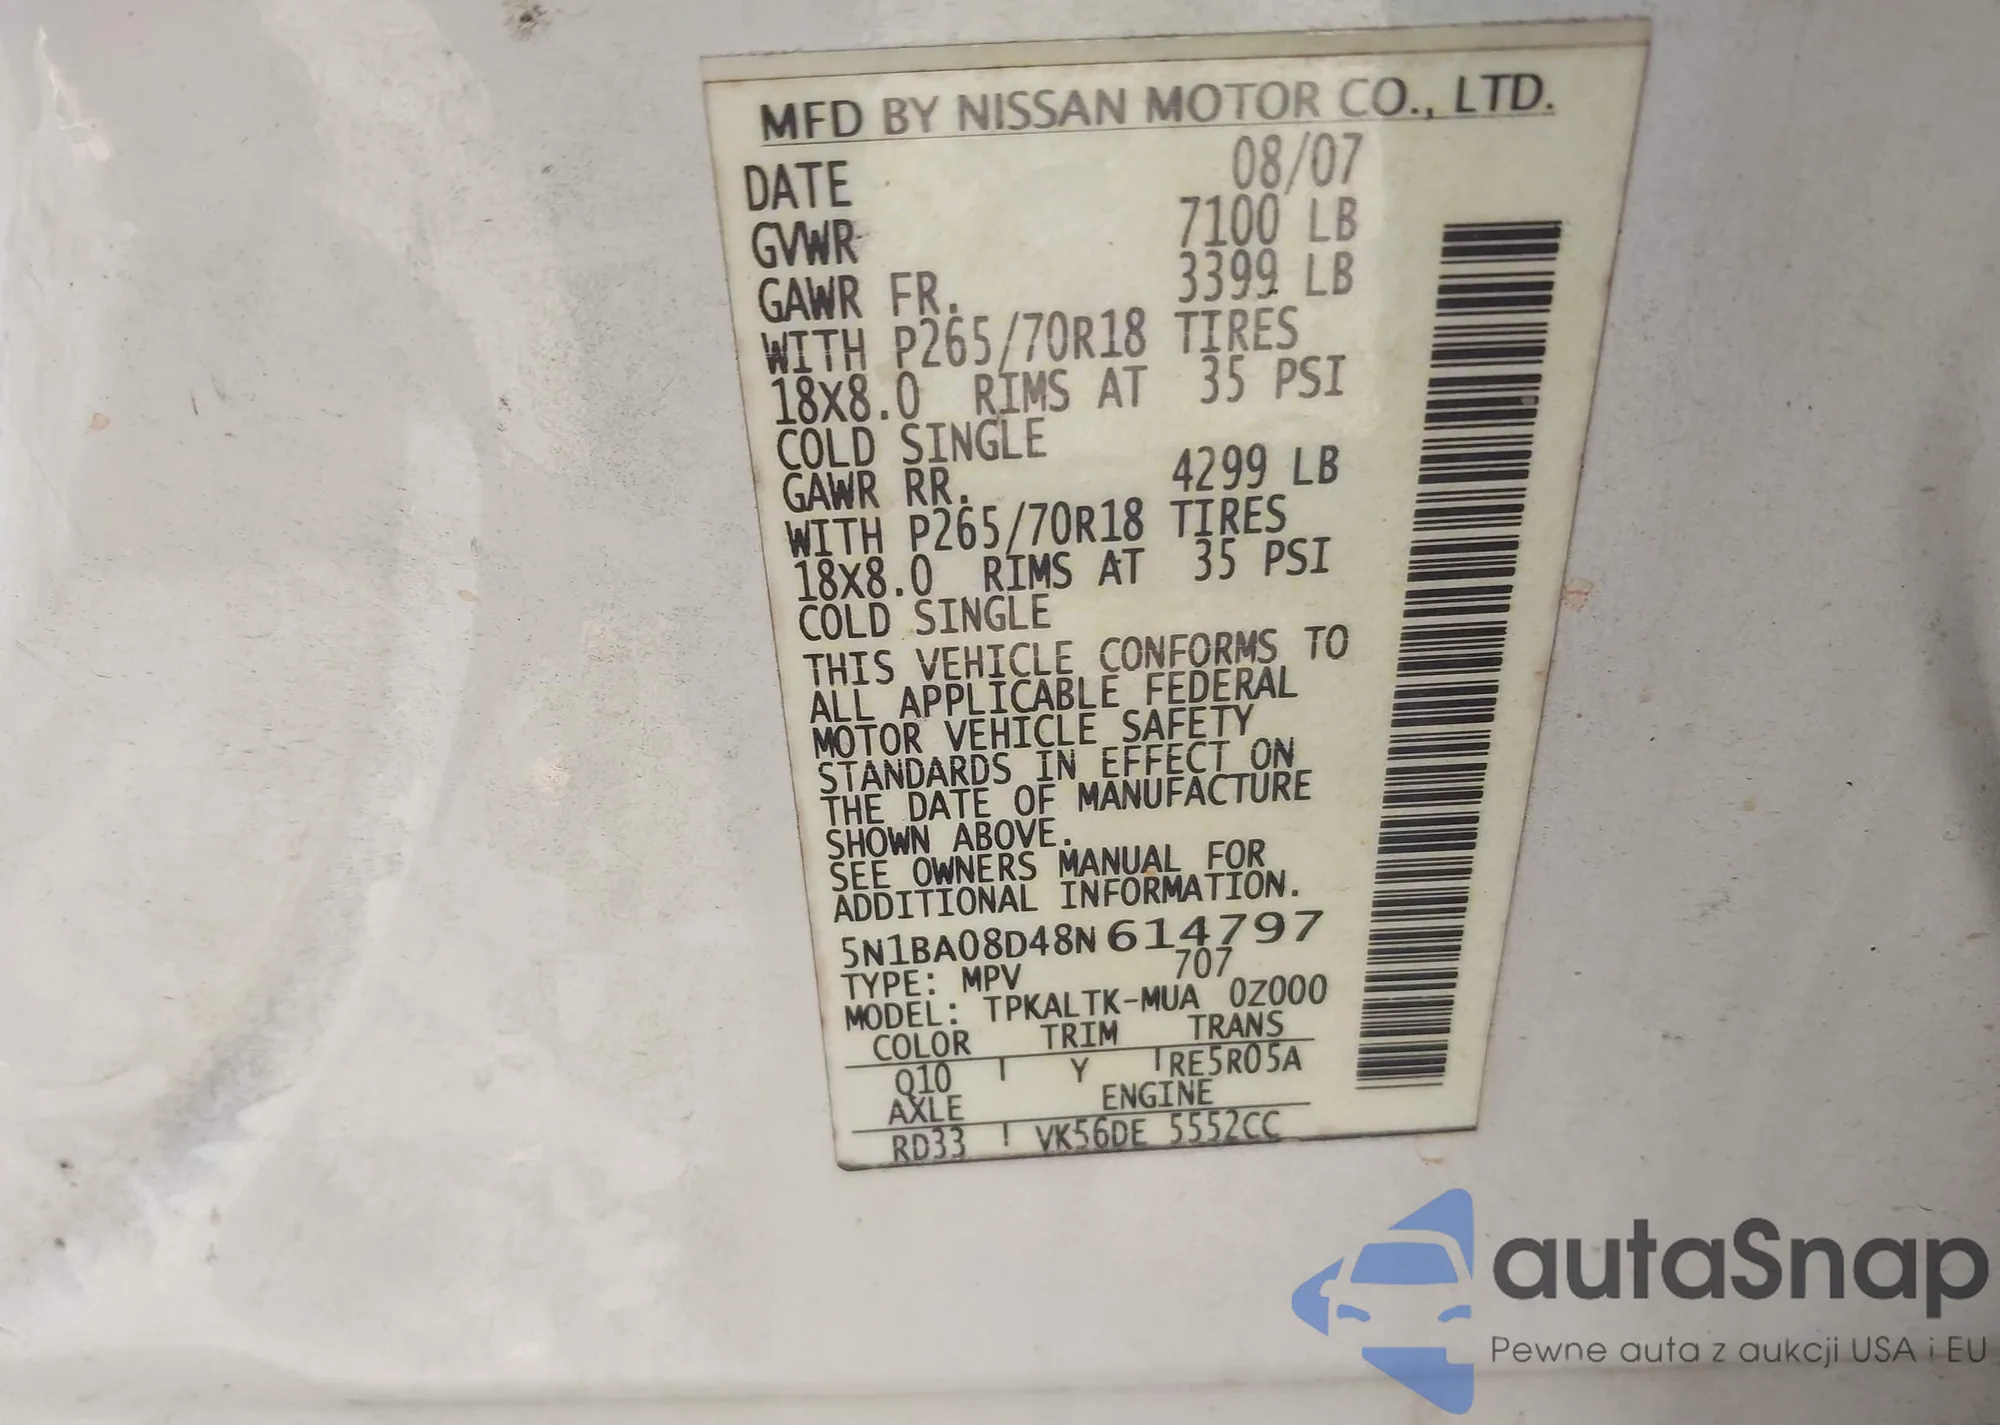 MFD BY NISSAN MOTOR CO., LTD.
DATE 08/07
GVWR 7100 LB
GAWR FR. 3399 LB
WITH P265/70R18 TIRES
18X8.0 RIMS AT 35 PSI
COLD SINGLE
GAWR RR. 4299 LB
WITH P265/70R18 TIRES
18X8.0 RIMS AT 35 PSI
COLD SINGLE
THIS VEHICLE CONFORMS TO
ALL APPLICABLE FEDERAL
MOTOR VEHICLE SAFETY
STANDARDS IN EFFECT ON
THE DATE OF MANUFACTURE
SHOWN ABOVE.
SEE OWNERS MANUAL FOR
ADDITIONAL INFORMATION.
5N1BA08D48N614797
TYPE: MPV 707
MODEL: TPKALTK-MUA 0Z000
COLOR TRIM TRANS
Q10 Y RE5R05A
AXLE ENGINE
RD33 VK56DE 5552CC
autaSnap
Pewne auta z aukcji USA i EU